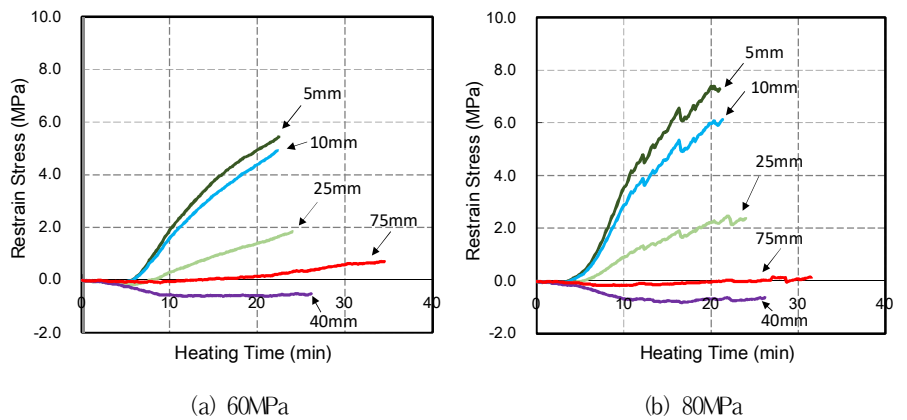 10.0
8.0
6.0
4.0
2.0
0.0
-2.0
Restrain Stress (MPa)
5mm
10mm
25mm
75mm
40mm
0
10
20
30
40
Heating Time (min)
(a) 60MPa
10.0
8.0
6.0
4.0
2.0
0.0
-2.0
Restrain Stress (MPa)
5mm
10mm
25mm
75mm
40mm
0
10
20
30
40
Heating Time (min)
(b) 80MPa